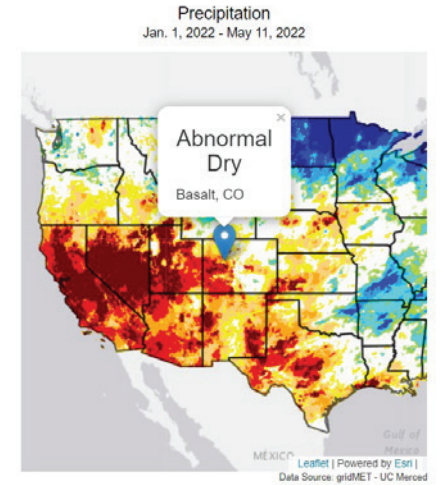 Precipitation
Jan. 1, 2022 - May 11, 2022
×
Abnormal
Dry
Basalt, CO
Gulf of
Mexico
MÉXICO
Leaflet | Powered by Esri |
Data Source: gridMET - UC Merced